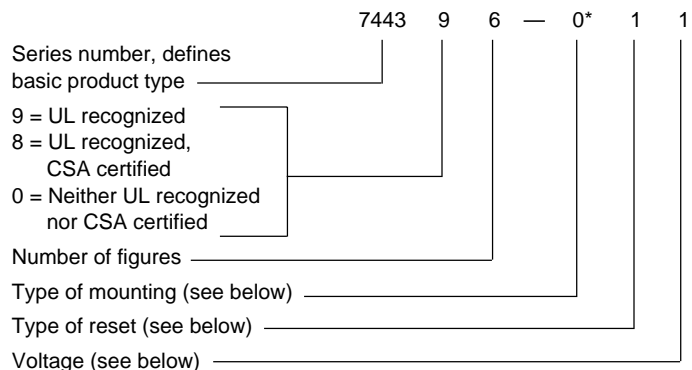 7443 9 6 — 0* 1 1
Series number, defines
basic product type
9 = UL recognized
8 = UL recognized,
CSA certified
0 = Neither UL recognized
nor CSA certified
Number of figures
Type of mounting (see below)
Type of reset (see below)
Voltage (see below)